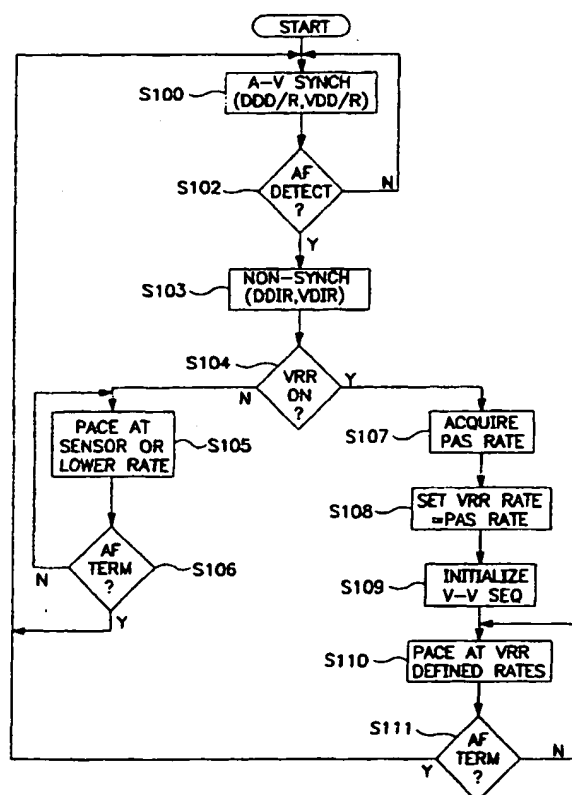 START
S100
A-V SYNCH
(DDD/R,VDD/R)
S102
AF
DETECT
?
N
Y
S103
NON-SYNCH
(DDIR,VDIR)
S104
VRR
ON
?
N
Y
PACE AT
SENSOR OR
LOWER RATE
S105
S107
ACQUIRE
PAS RATE
S108
SET VRR RATE
=PAS RATE
AF
TERM
?
S106
N
Y
S109
INITIALIZE
V-V SEQ
S110
PACE AT VRR
DEFINED RATES
S111
AF
TERM
?
Y
N